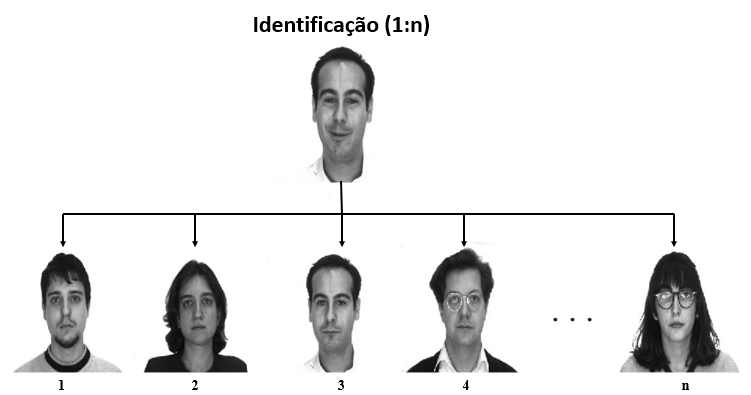 Identificação (1:n)
. . .
1 2 3 4 n